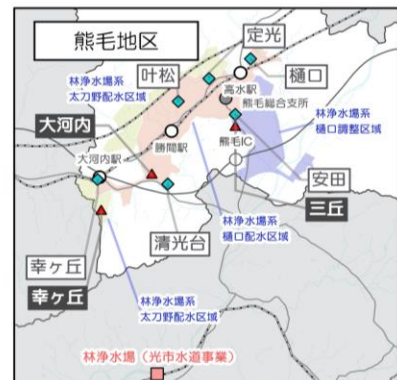 熊毛地区
定光
林浄水場系
太刀野配水区域
叶松
樋口
高水駅
熊毛総合支所
大河内
林浄水場系
樋口調整区域
大河内駅
勝間駅
熊毛IC
安田
三丘
林浄水場系
樋口配水区域
清光台
幸ヶ丘
幸ヶ丘
林浄水場系
太刀野配水区域
林浄水場（光市水道事業）